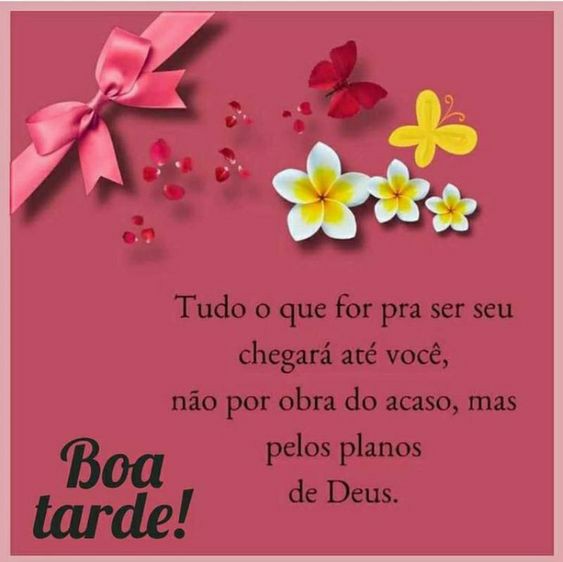 Tudo o que for pra ser seu
chegará até você,
não por obra do acaso, mas
pelos planos
de Deus.
Boa
tarde!